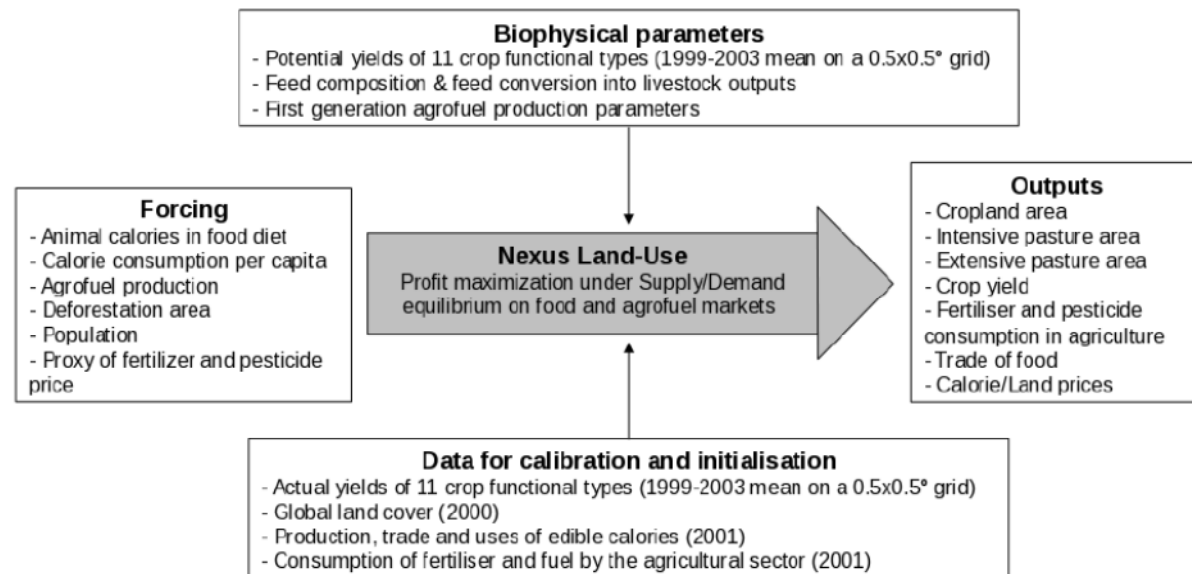 Biophysical parameters
- Potential yields of 11 crop functional types (1999-2003 mean on a 0.5x0.5° grid)
- Feed composition & feed conversion into livestock outputs
- First generation agrofuel production parameters
Forcing
- Animal calories in food diet
- Calorie consumption per capita
- Agrofuel production
- Deforestation area
- Population
- Proxy of fertilizer and pesticide
price
Nexus Land-Use
Profit maximization under Supply/Demand
equilibrium on food and agrofuel markets
Outputs
- Cropland area
- Intensive pasture area
- Extensive pasture area
- Crop yield
- Fertiliser and pesticide
consumption in agriculture
- Trade of food
- Calorie/Land prices
Data for calibration and initialisation
- Actual yields of 11 crop functional types (1999-2003 mean on a 0.5x0.5° grid)
- Global land cover (2000)
- Production, trade and uses of edible calories (2001)
- Consumption of fertiliser and fuel by the agricultural sector (2001)